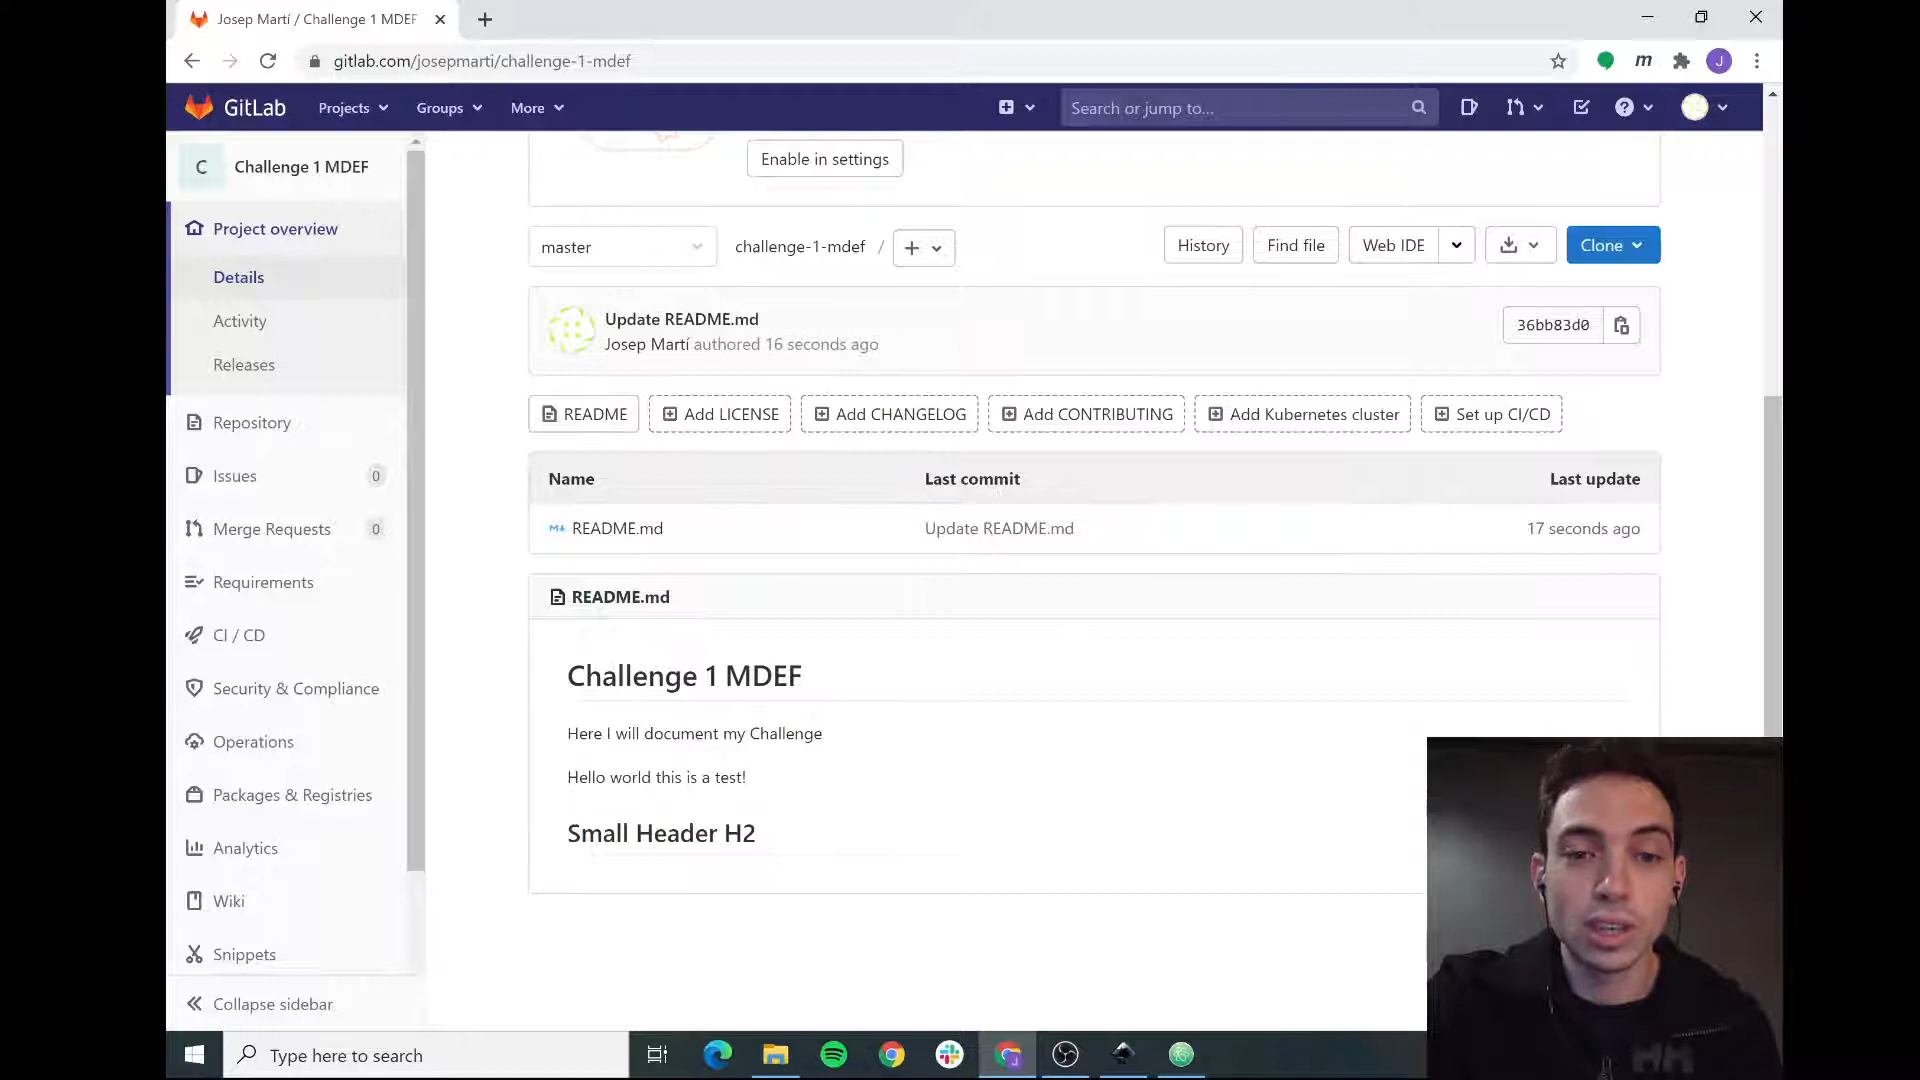 Josep Martí / Challenge 1 MDEF
gitlab.com/josepmarti/challenge-1-mdef
m
J
GitLab
Projects
Groups
More
Search or jump to...
C
Challenge 1 MDEF
Project overview
Details
Activity
Releases
Repository
Issues
0
Merge Requests
0
Requirements
CI / CD
Security & Compliance
Operations
Packages & Registries
Analytics
Wiki
Snippets
Collapse sidebar
Enable in settings
master
challenge-1-mdef /
History
Find file
Web IDE
Clone
Update README.md
Josep Martí authored 16 seconds ago
36bb83d0
README
Add LICENSE
Add CHANGELOG
Add CONTRIBUTING
Add Kubernetes cluster
Set up CI/CD
Name Last commit Last update
README.md Update README.md 17 seconds ago
README.md
Challenge 1 MDEF
Here I will document my Challenge
Hello world this is a test!
Small Header H2
HH
Type here to search